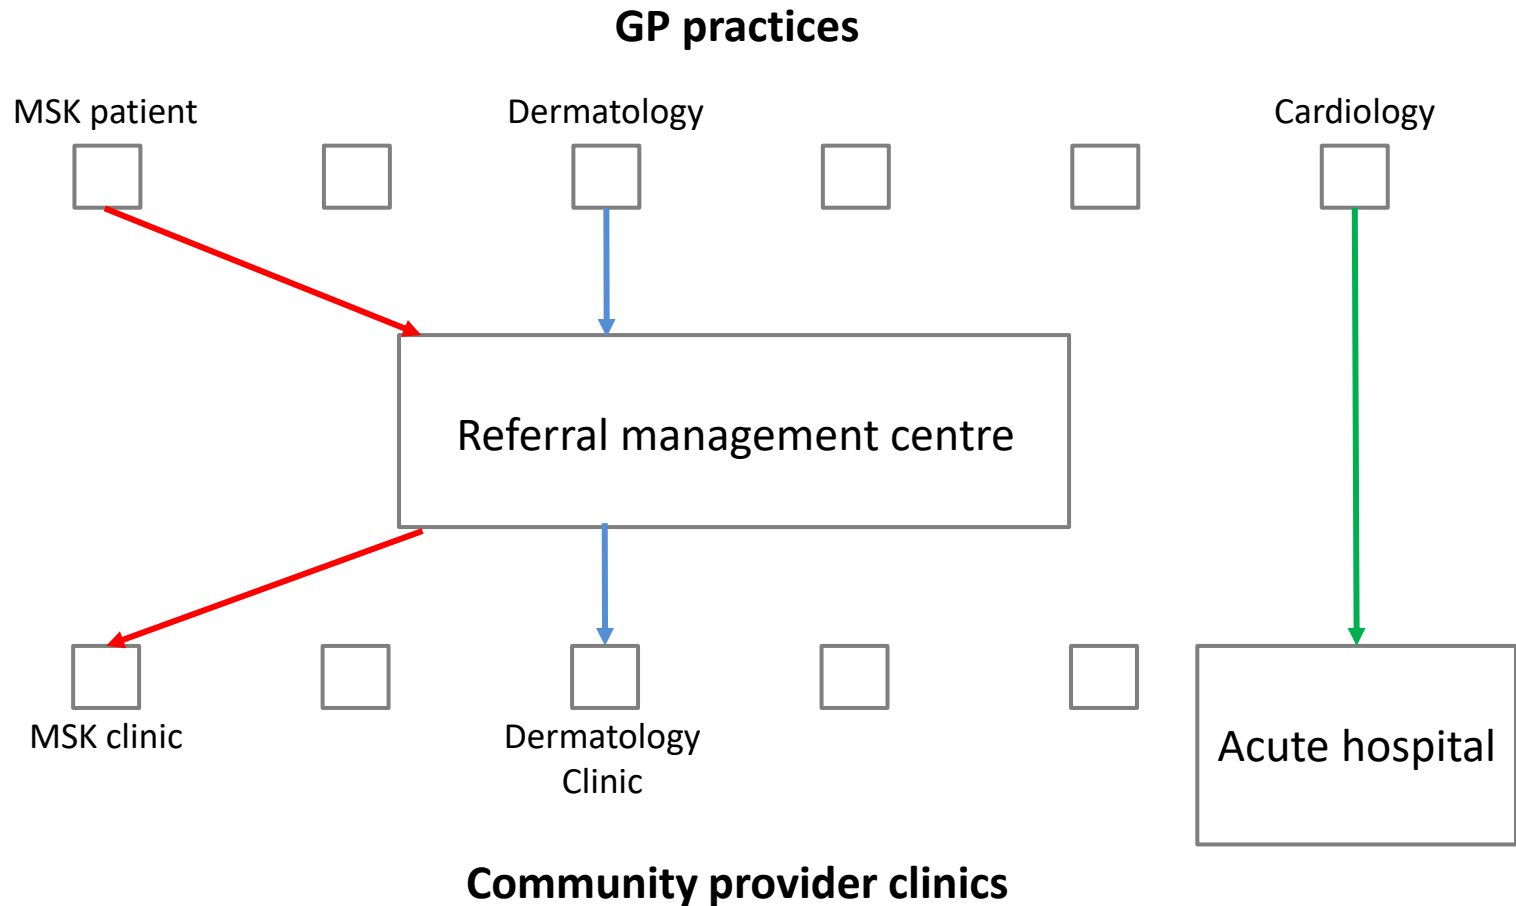 GP practices
MSK patient
Dermatology
Cardiology
Referral management centre
MSK clinic
Dermatology
Clinic
Acute hospital
Community provider clinics